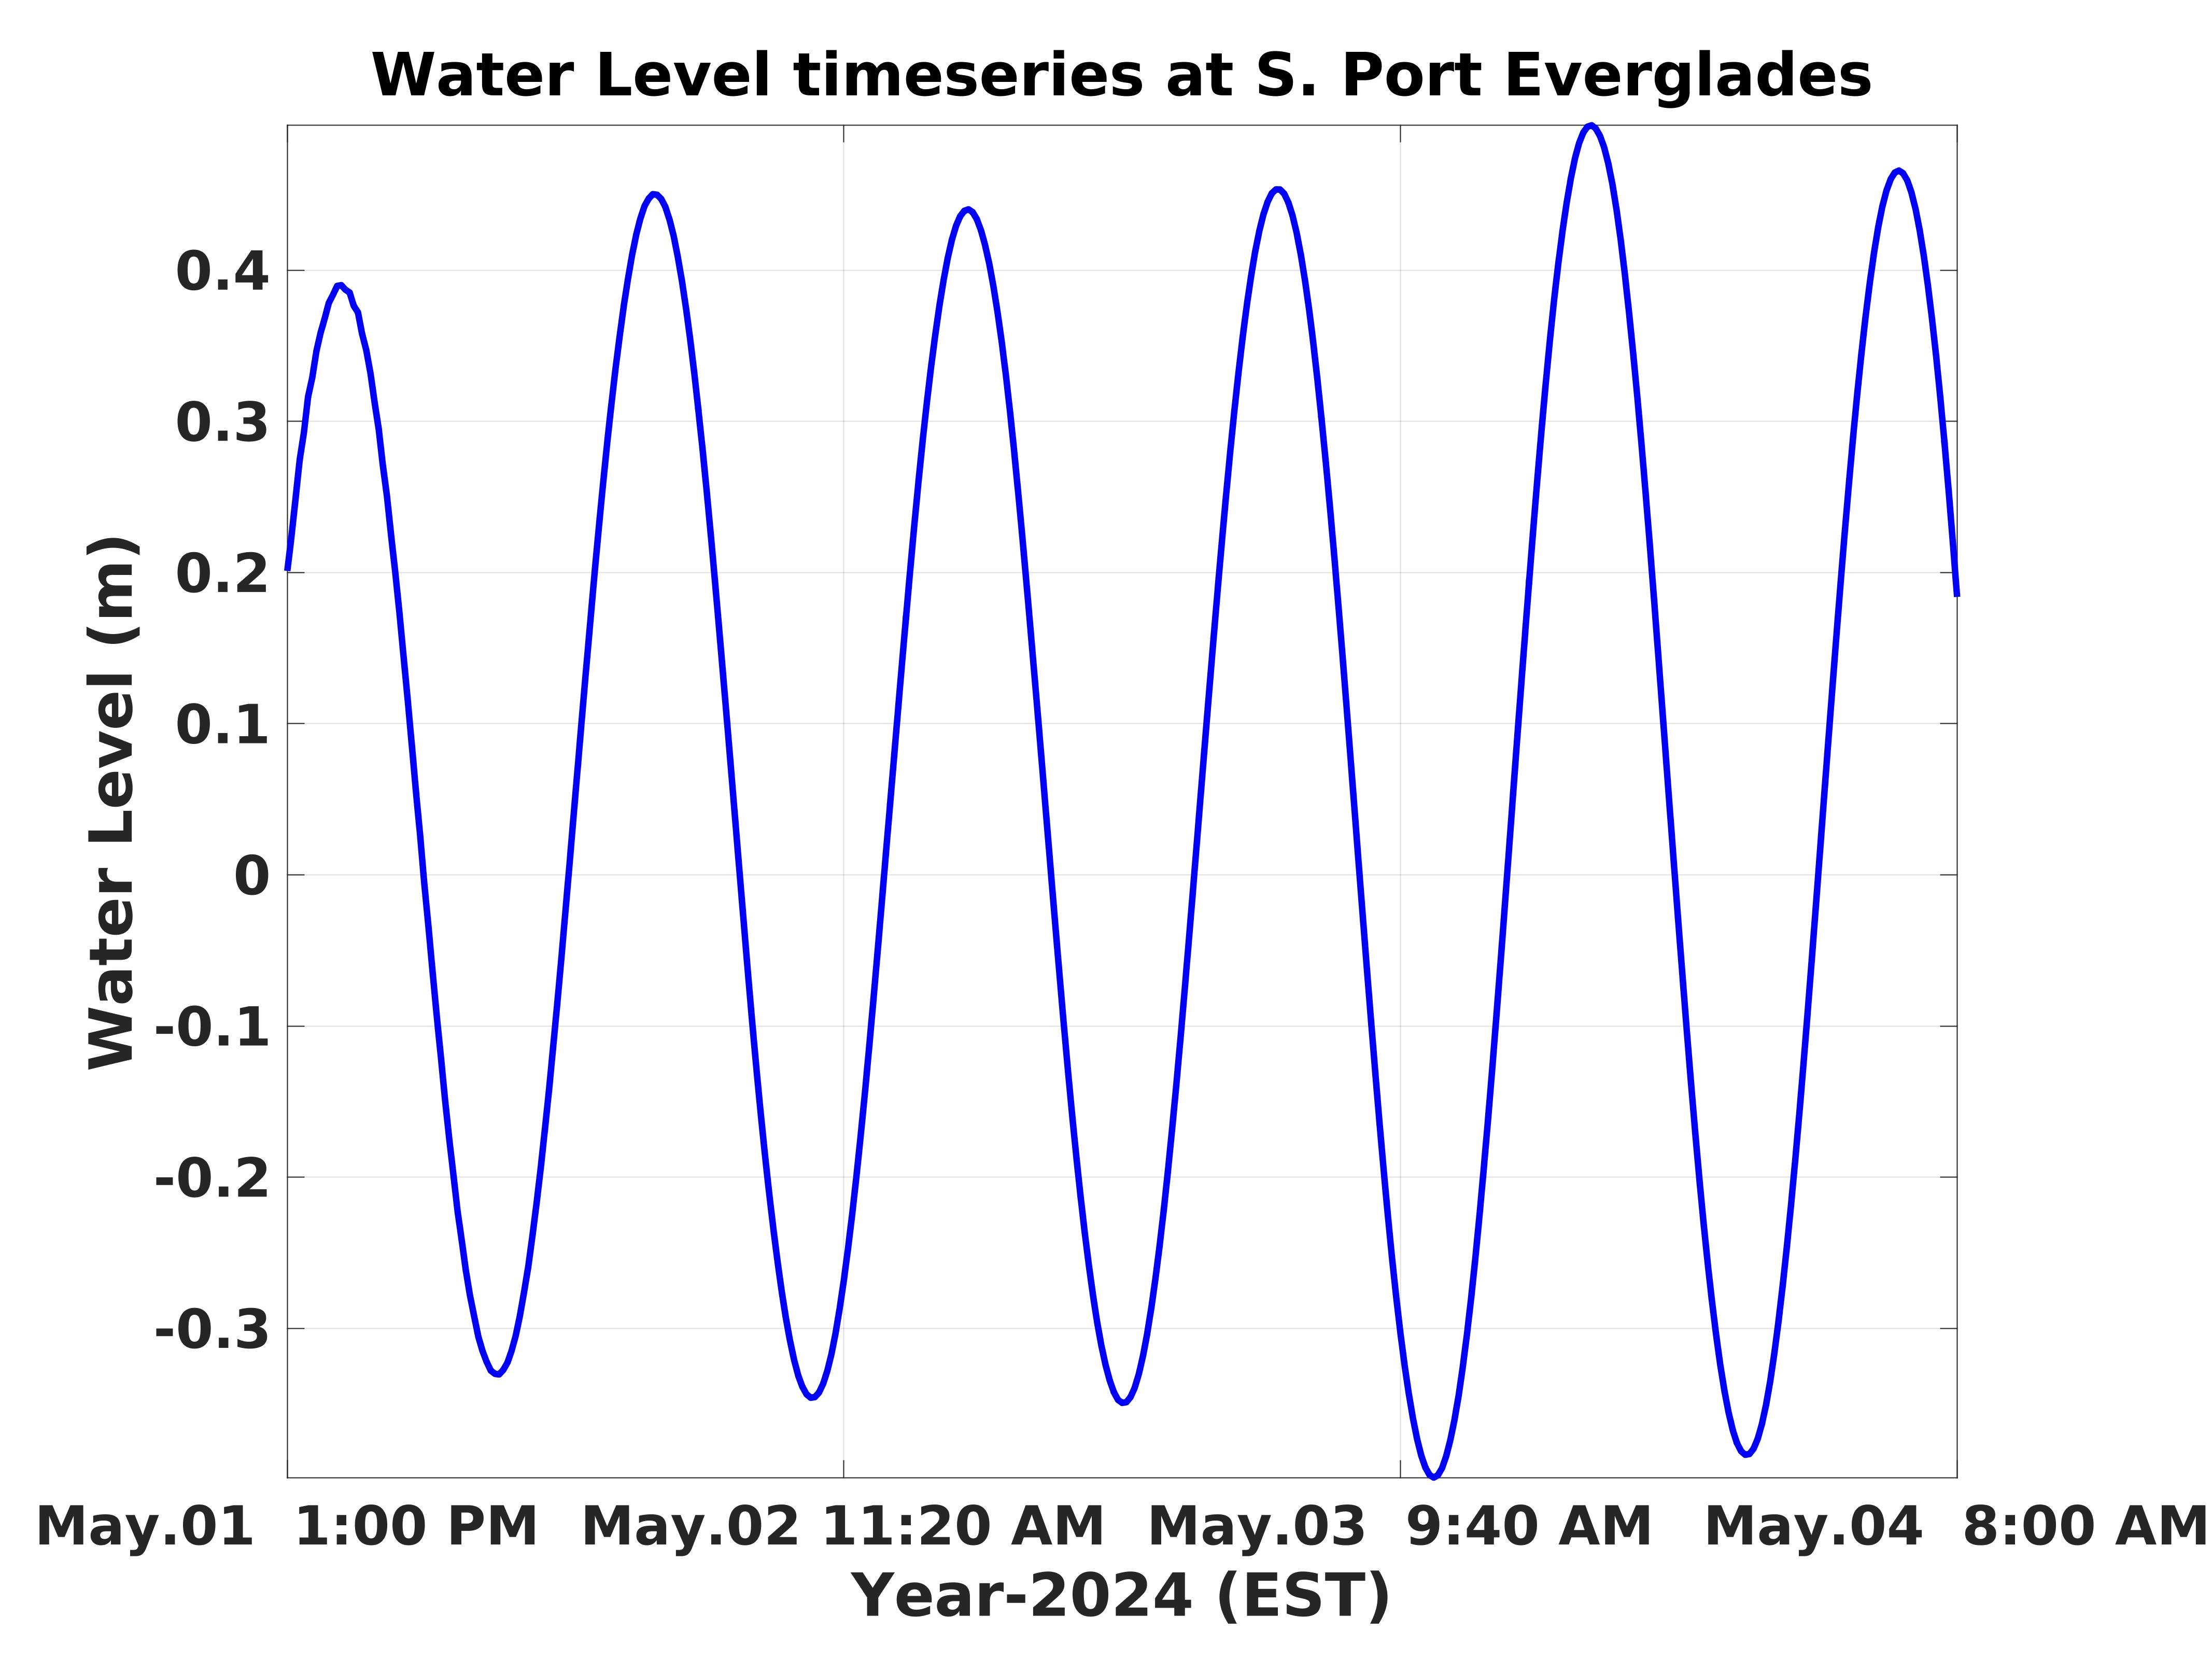 Water Level timeseries at S. Port Everglades
Water Level (m)
0.4
0.3
0.2
0.1
0
-0.1
-0.2
-0.3
May.01 1:00 PM May.02 11:20 AM May.03 9:40 AM May.04 8:00 AM
Year-2024 (EST)